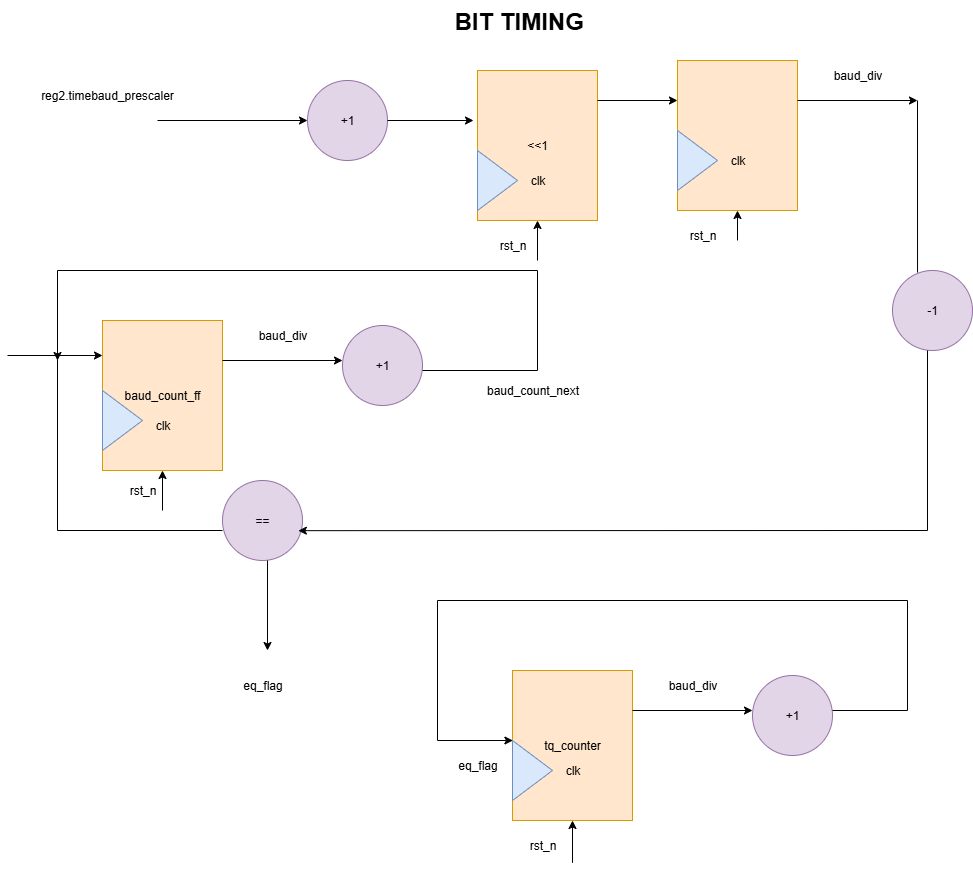 BIT TIMING
reg2.timebaud_prescaler
+1
<<1
clk
rst_n
clk
rst_n
baud_div
-1
baud_count_ff
clk
rst_n
baud_div
+1
baud_count_next
==
eq_flag
tq_counter
eq_flag
clk
rst_n
baud_div
+1